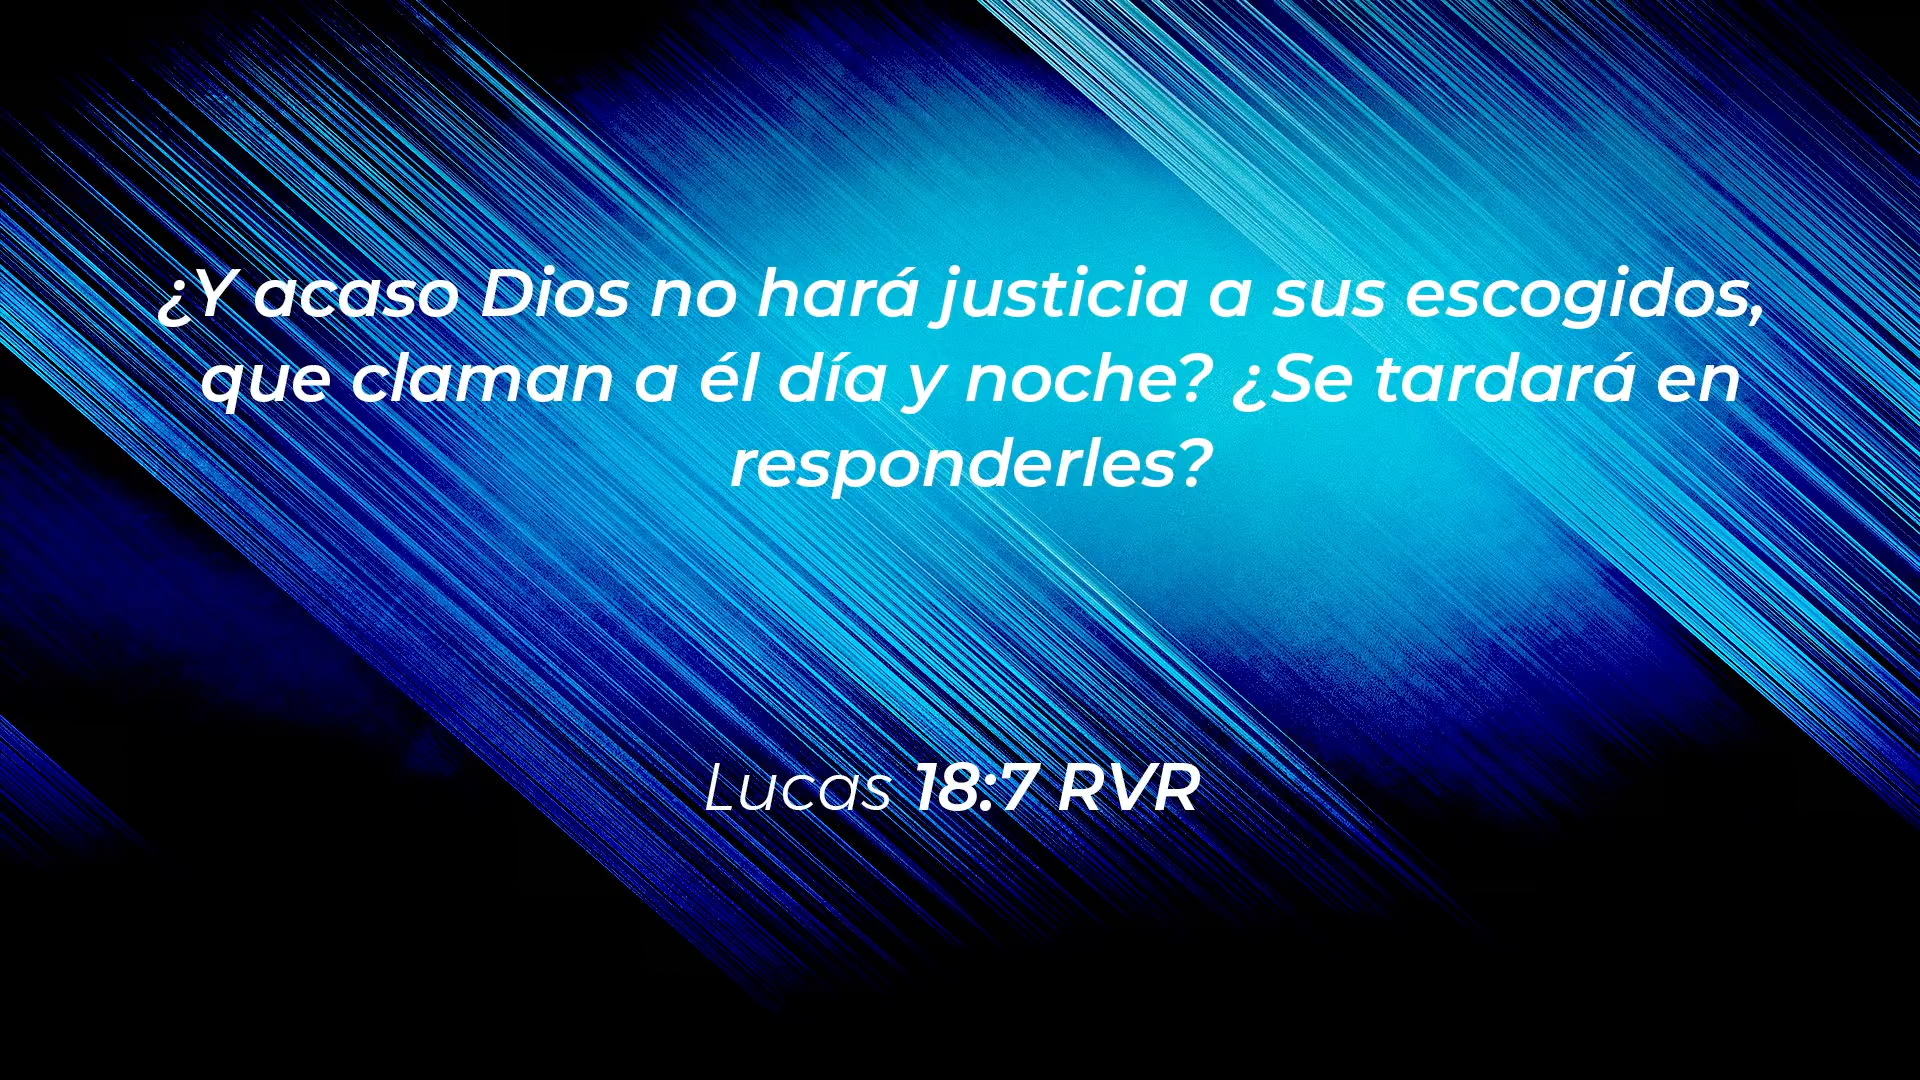 ¿Y acaso Dios no hará justicia a sus escogidos,
que claman a él día y noche? ¿Se tardará en
responderles?
Lucas 18:7 RVR